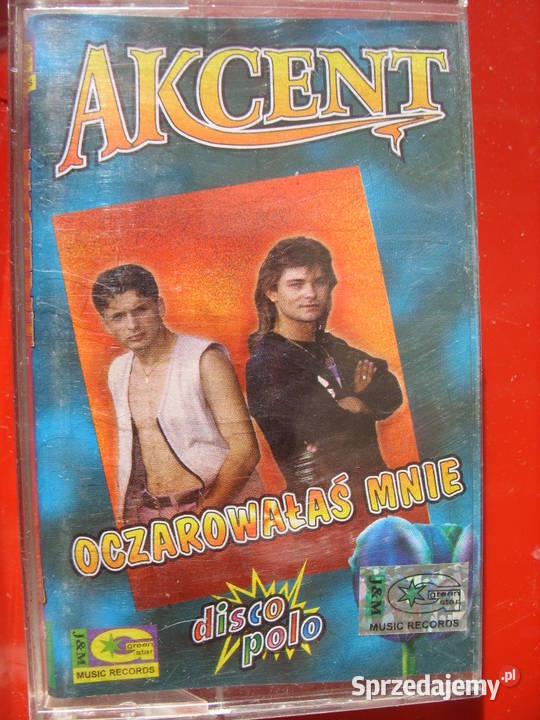 AKCENT
OCZAROWAŁAŚ MNIE
disco
polo
J&M
green
star
MUSIC RECORDS
J&M
green
star
MUSIC RECORDS
Sprzedajemy.pl